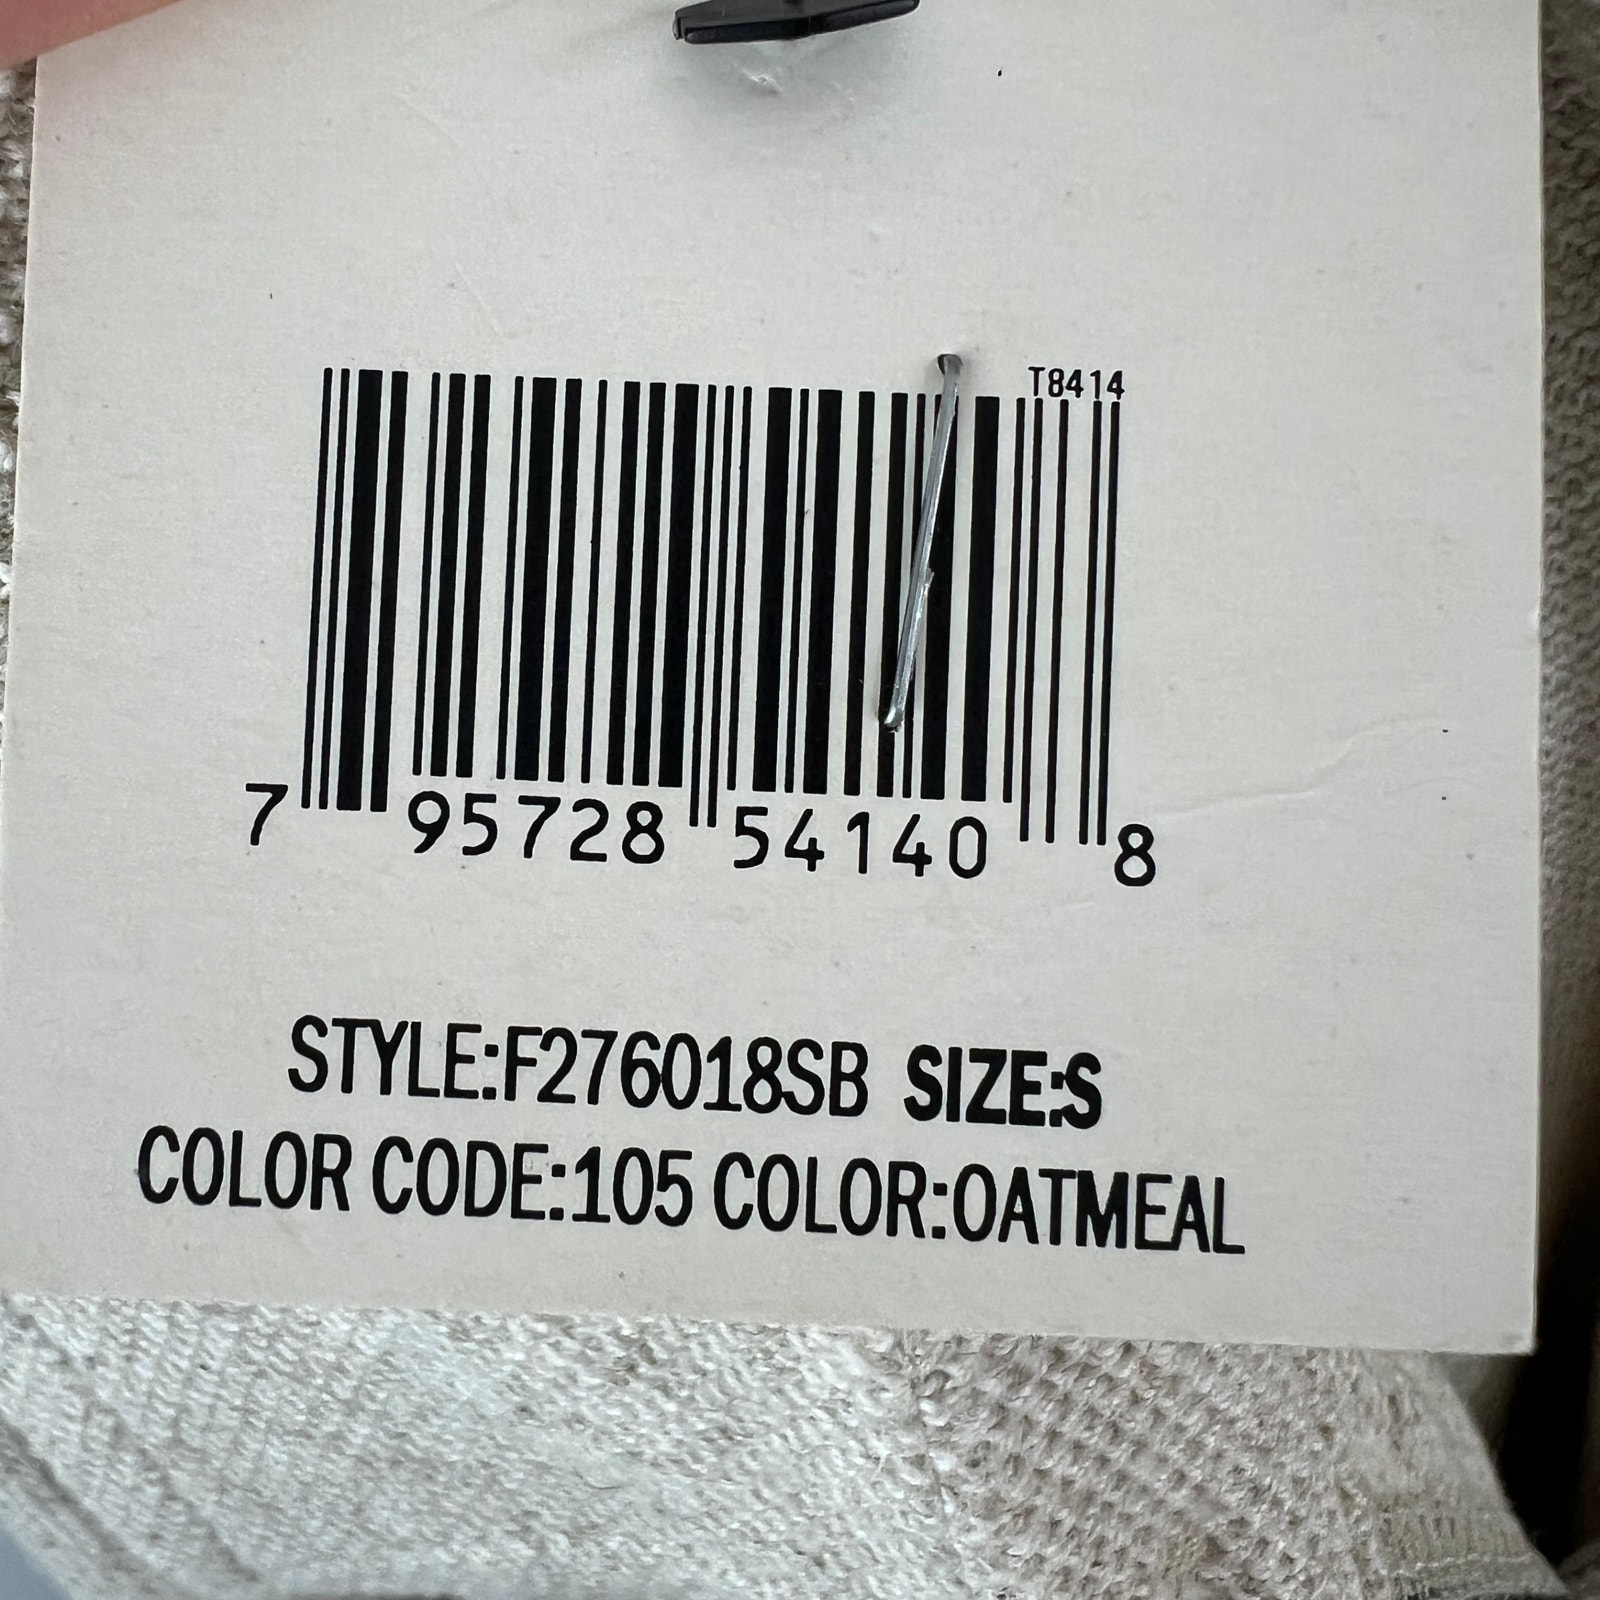 T8414
7 95728 54140 8
STYLE:F276018SB SIZE:S
COLOR CODE:105 COLOR:OATMEAL